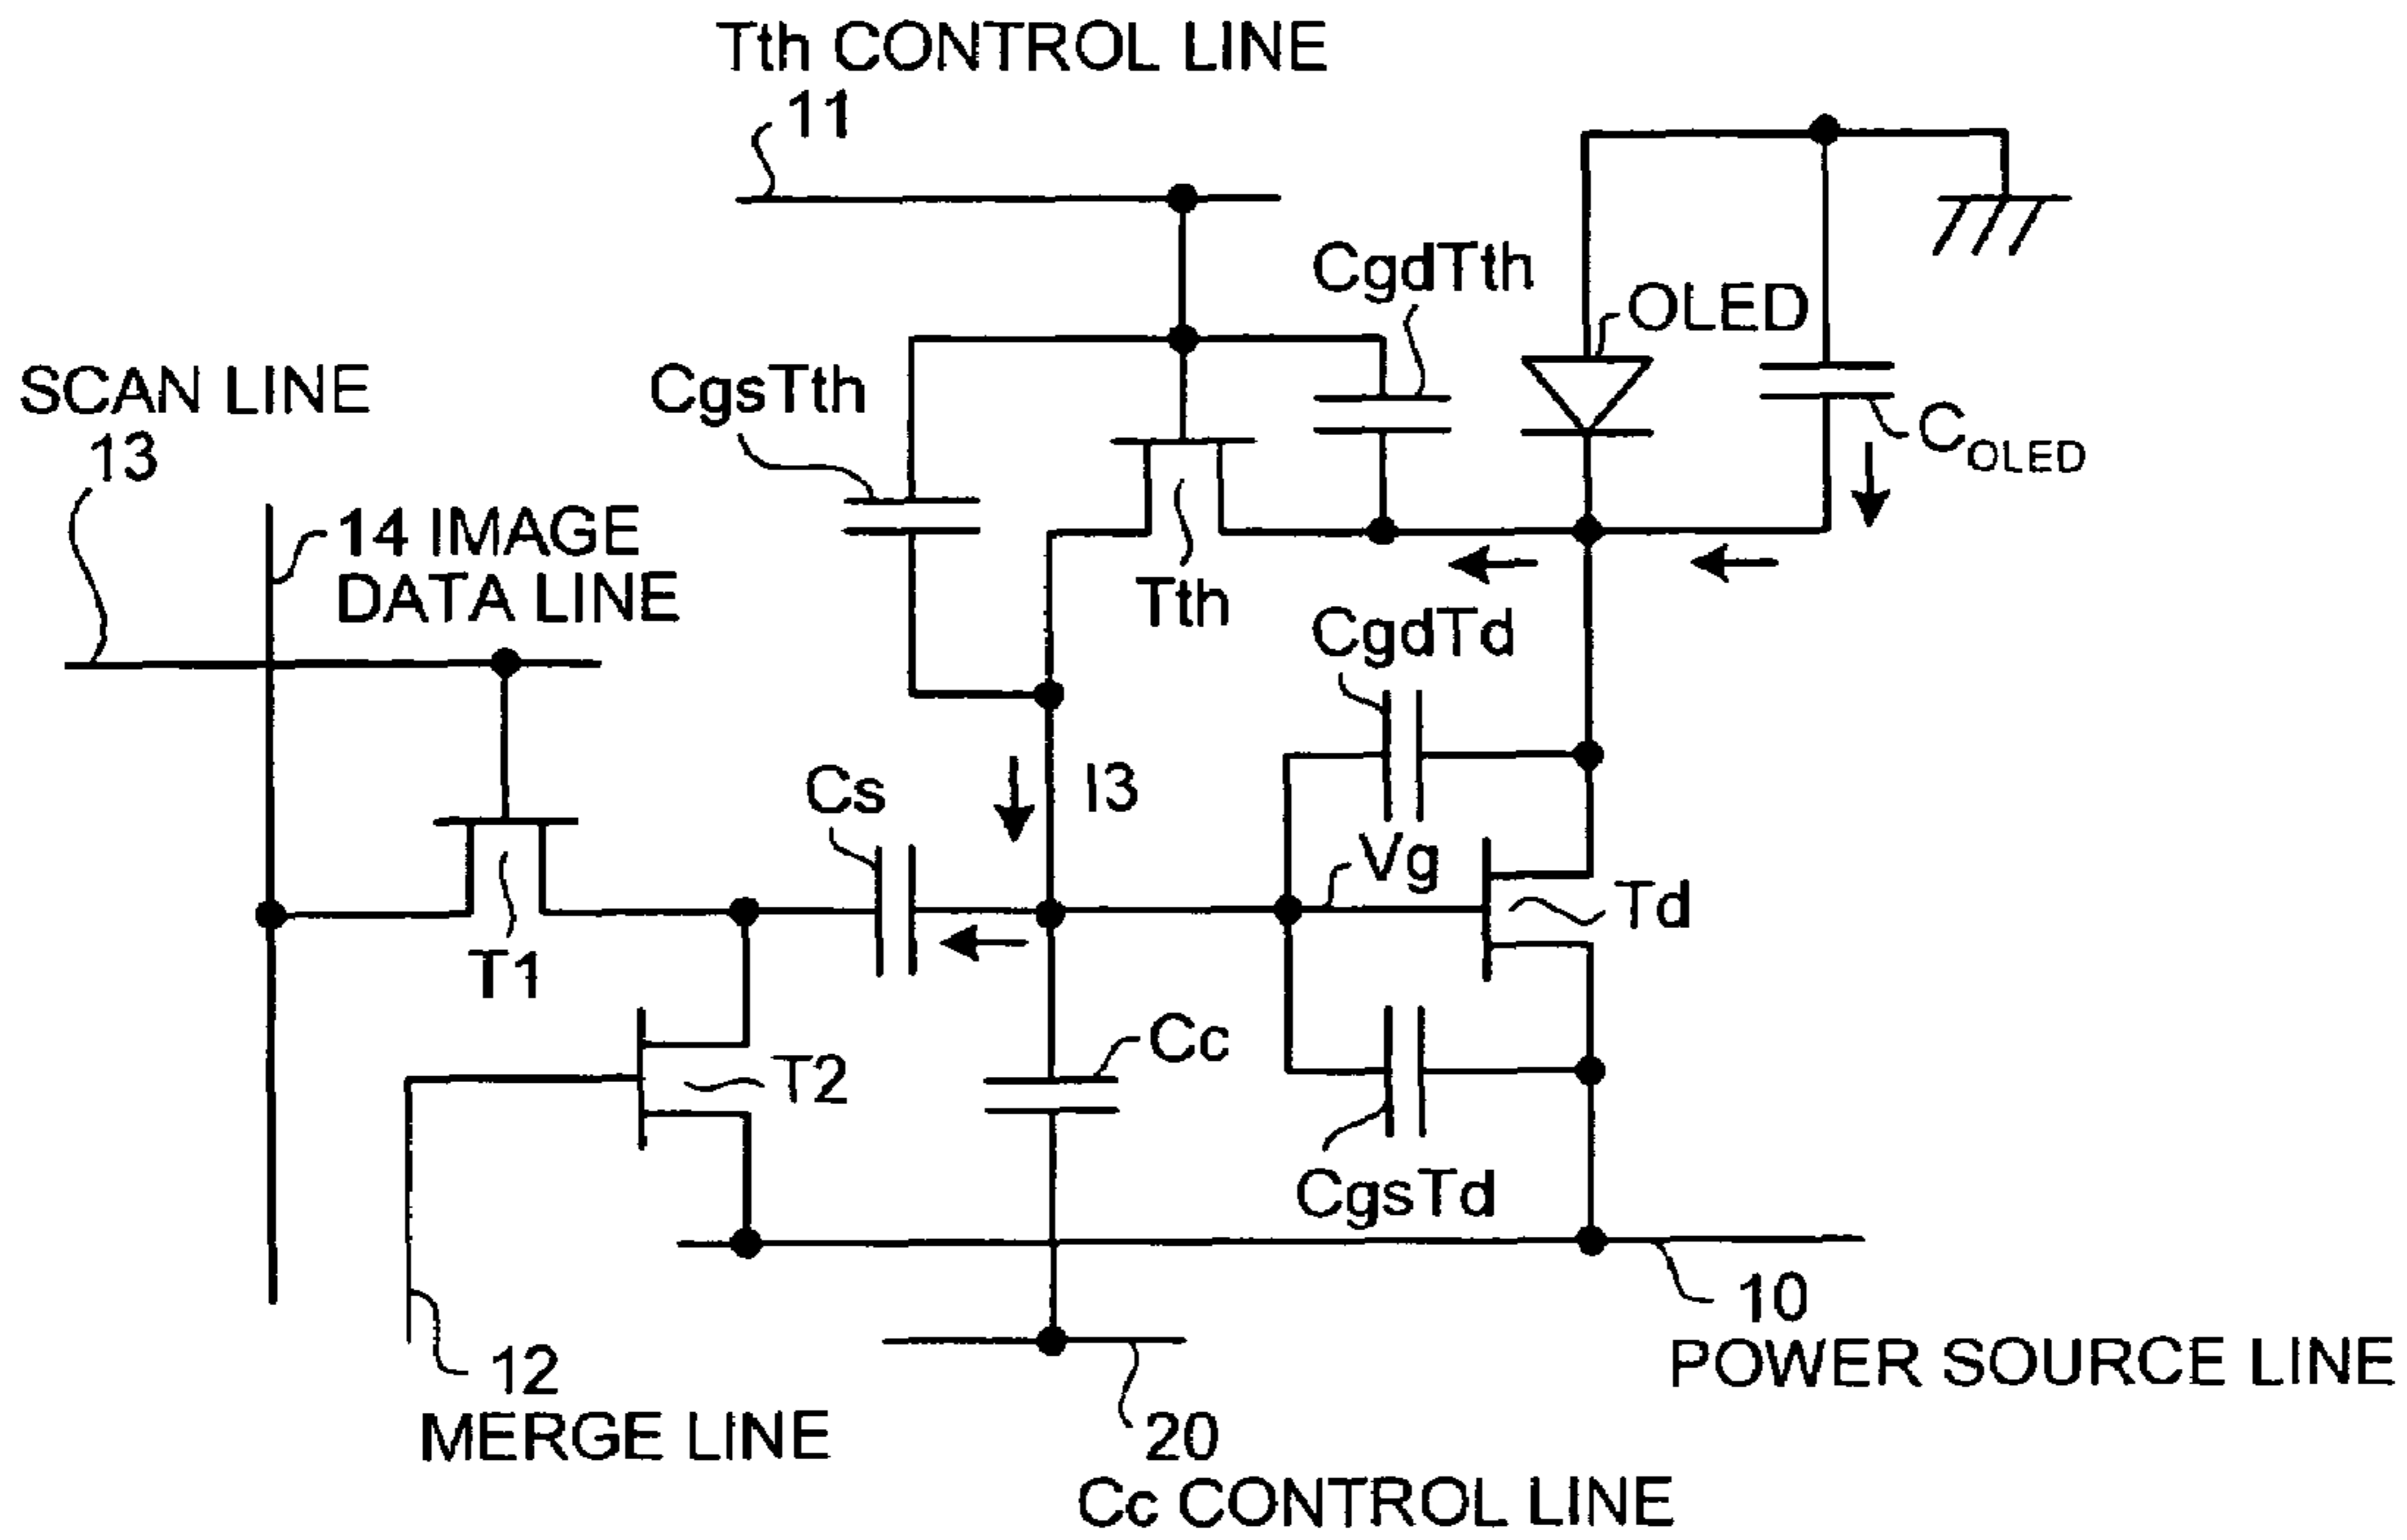 Tth CONTROL LINE
11
CgdTth
OLED
CgsTth
SCAN LINE
13
COLED
14 IMAGE
DATA LINE
Tth
CgdTd
Cs
I3
Vg
Td
T1
Cc
T2
CgsTd
10
POWER SOURCE LINE
12
MERGE LINE
20
Cc CONTROL LINE